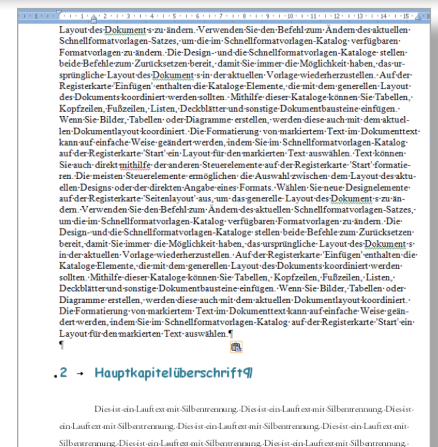 Layout des Dokument s zu ändern. Verwenden Sie den Befehl zum Ändern des aktuellen
Schnellformatvorlagen-Satzes, um die im Schnellformatvorlagen-Katalog verfügbaren
Formatvorlagen zu ändern. Die Design- und die Schnellformatvorlagen-Kataloge stellen
beide Befehle zum Zurücksetzen bereit, damit Sie immer die Möglichkeit haben, das ur-
sprüngliche Layout des Dokument s in der aktuellen Vorlage wiederherzustellen. Auf der
Registerkarte 'Einfügen' enthalten die Kataloge Elemente, die mit dem generellen Layout
des Dokuments koordiniert werden sollten. Mithilfe dieser Kataloge können Sie Tabellen,
Kopfzeilen, Fußzeilen, Listen, Deckblätter und sonstige Dokumentbausteine einfügen.
Wenn Sie Bilder, Tabellen oder Diagramme erstellen, werden diese auch mit dem aktuel-
len Dokumentlayout koordiniert. Die Formatierung von markiertem Text im Dokumenttext
kann auf einfache Weise geändert werden, indem Sie im Schnellformatvorlagen-Katalog
auf der Registerkarte 'Start' ein Layout für den markierten Text auswählen. Text können
Sie auch direkt mithilfe der anderen Steuerelemente auf der Registerkarte 'Start' formatie-
ren. Die meisten Steuerelemente ermöglichen die Auswahl zwischen dem Layout des aktu-
ellen Designs oder der direkten Angabe eines Formats. Wählen Sie neue Designelemente
auf der Registerkarte 'Seitenlayout' aus, um das generelle Layout des Dokument s zu än-
dern. Verwenden Sie den Befehl zum Ändern des aktuellen Schnellformatvorlagen-Satzes,
um die im Schnellformatvorlagen-Katalog verfügbaren Formatvorlagen zu ändern. Die
Design- und die Schnellformatvorlagen-Kataloge stellen beide Befehle zum Zurücksetzen
bereit, damit Sie immer die Möglichkeit haben, das ursprüngliche Layout des Dokument s
in der aktuellen Vorlage wiederherzustellen. Auf der Registerkarte 'Einfügen' enthalten die
Kataloge Elemente, die mit dem generellen Layout des Dokuments koordiniert werden
sollten. Mithilfe dieser Kataloge können Sie Tabellen, Kopfzeilen, Fußzeilen, Listen,
Deckblätter und sonstige Dokumentbausteine einfügen. Wenn Sie Bilder, Tabellen oder
Diagramme erstellen, werden diese auch mit dem aktuellen Dokumentlayout koordiniert.
Die Formatierung von markiertem Text im Dokumenttext kann auf einfache Weise geän-
dert werden, indem Sie im Schnellformatvorlagen-Katalog auf der Registerkarte 'Start' ein
Layout für den markierten Text auswählen.¶
¶
2 → Hauptkapitelüberschrift¶
Dies ist ein Lauftext mit Silbentrennung. Dies ist ein Lauftext mit Silbentrennung. Dies ist
ein Lauftext mit Silbentrennung. Dies ist ein Lauftext mit Silbentrennung. Dies ist ein Lauftext mit
Silbentrennung. Dies ist ein Lauftext mit Silbentrennung. Dies ist ein Lauftext mit Silbentrennung.